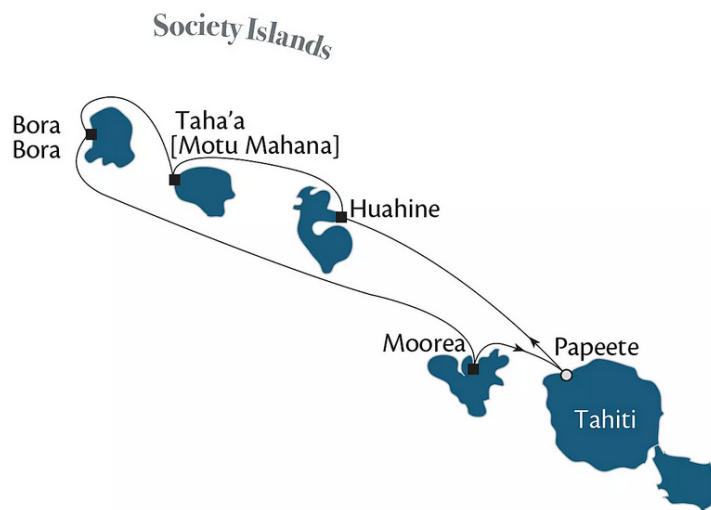 Society Islands
Bora
Bora
Taha'a
[Motu Mahana]
Huahine
Moorea
Papeete
Tahiti